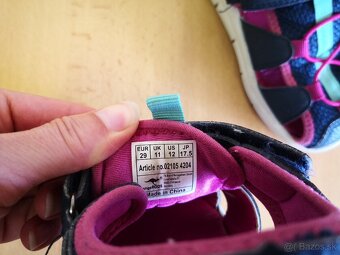 EUR UK US JP
29 11 12 17.5
Article no.02105 4204
Made in China
© bazos.sk